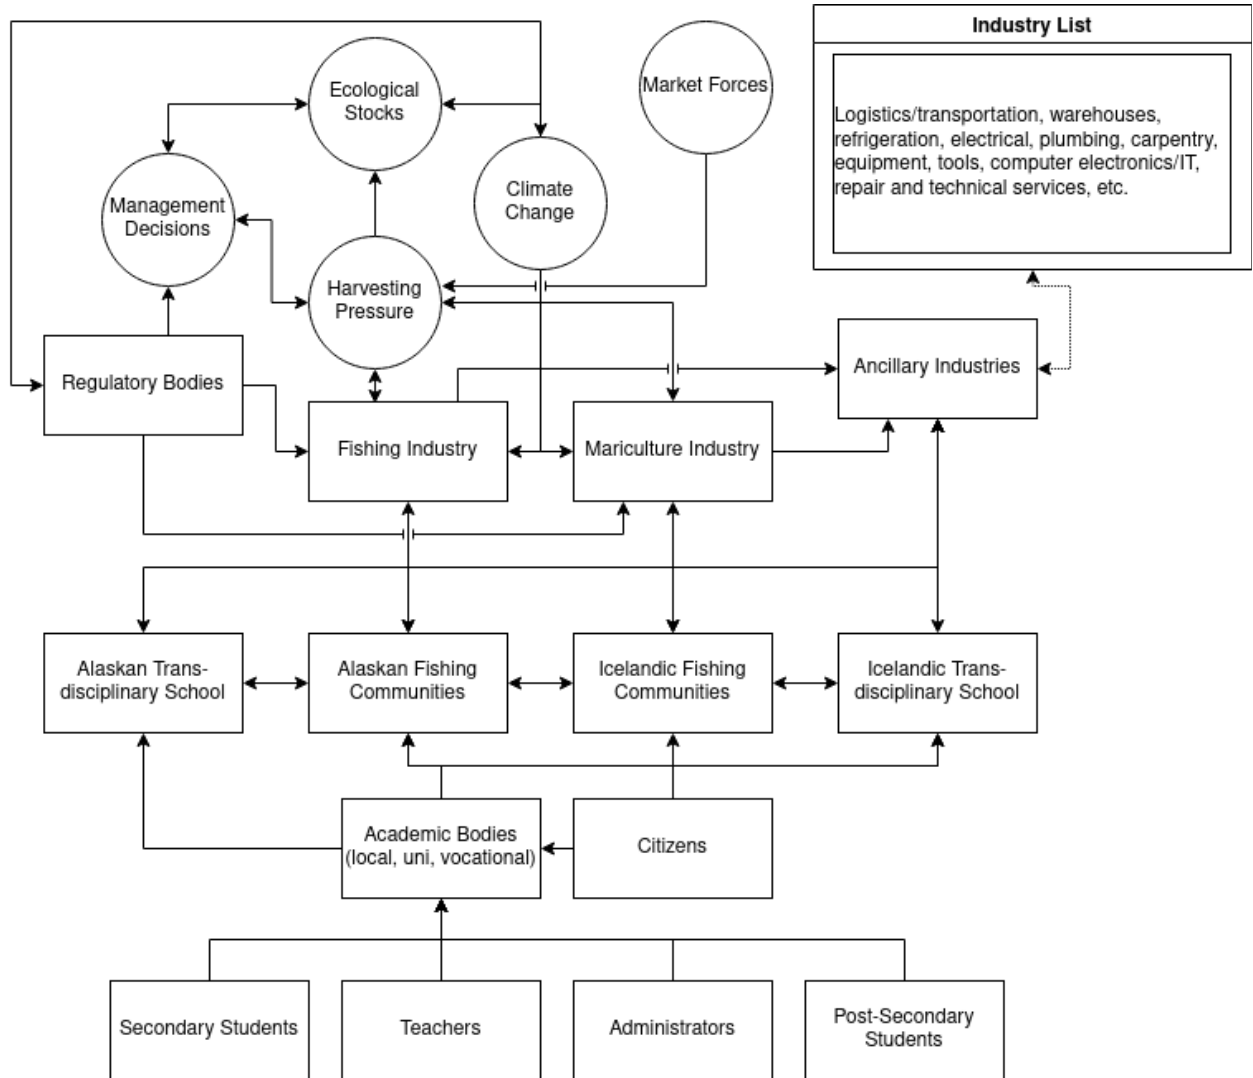 Industry List
Ecological
Stocks
Market Forces
Logistics/transportation, warehouses,
refrigeration, electrical, plumbing, carpentry,
equipment, tools, computer electronics/IT,
repair and technical services, etc.
Management
Decisions
Climate
Change
Harvesting
Pressure
Regulatory Bodies
Ancillary Industries
Fishing Industry
Mariculture Industry
Alaskan Trans-
disciplinary School
Alaskan Fishing
Communities
Icelandic Fishing
Communities
Icelandic Trans-
disciplinary School
Academic Bodies
(local, uni, vocational)
Citizens
Secondary Students
Teachers
Administrators
Post-Secondary
Students